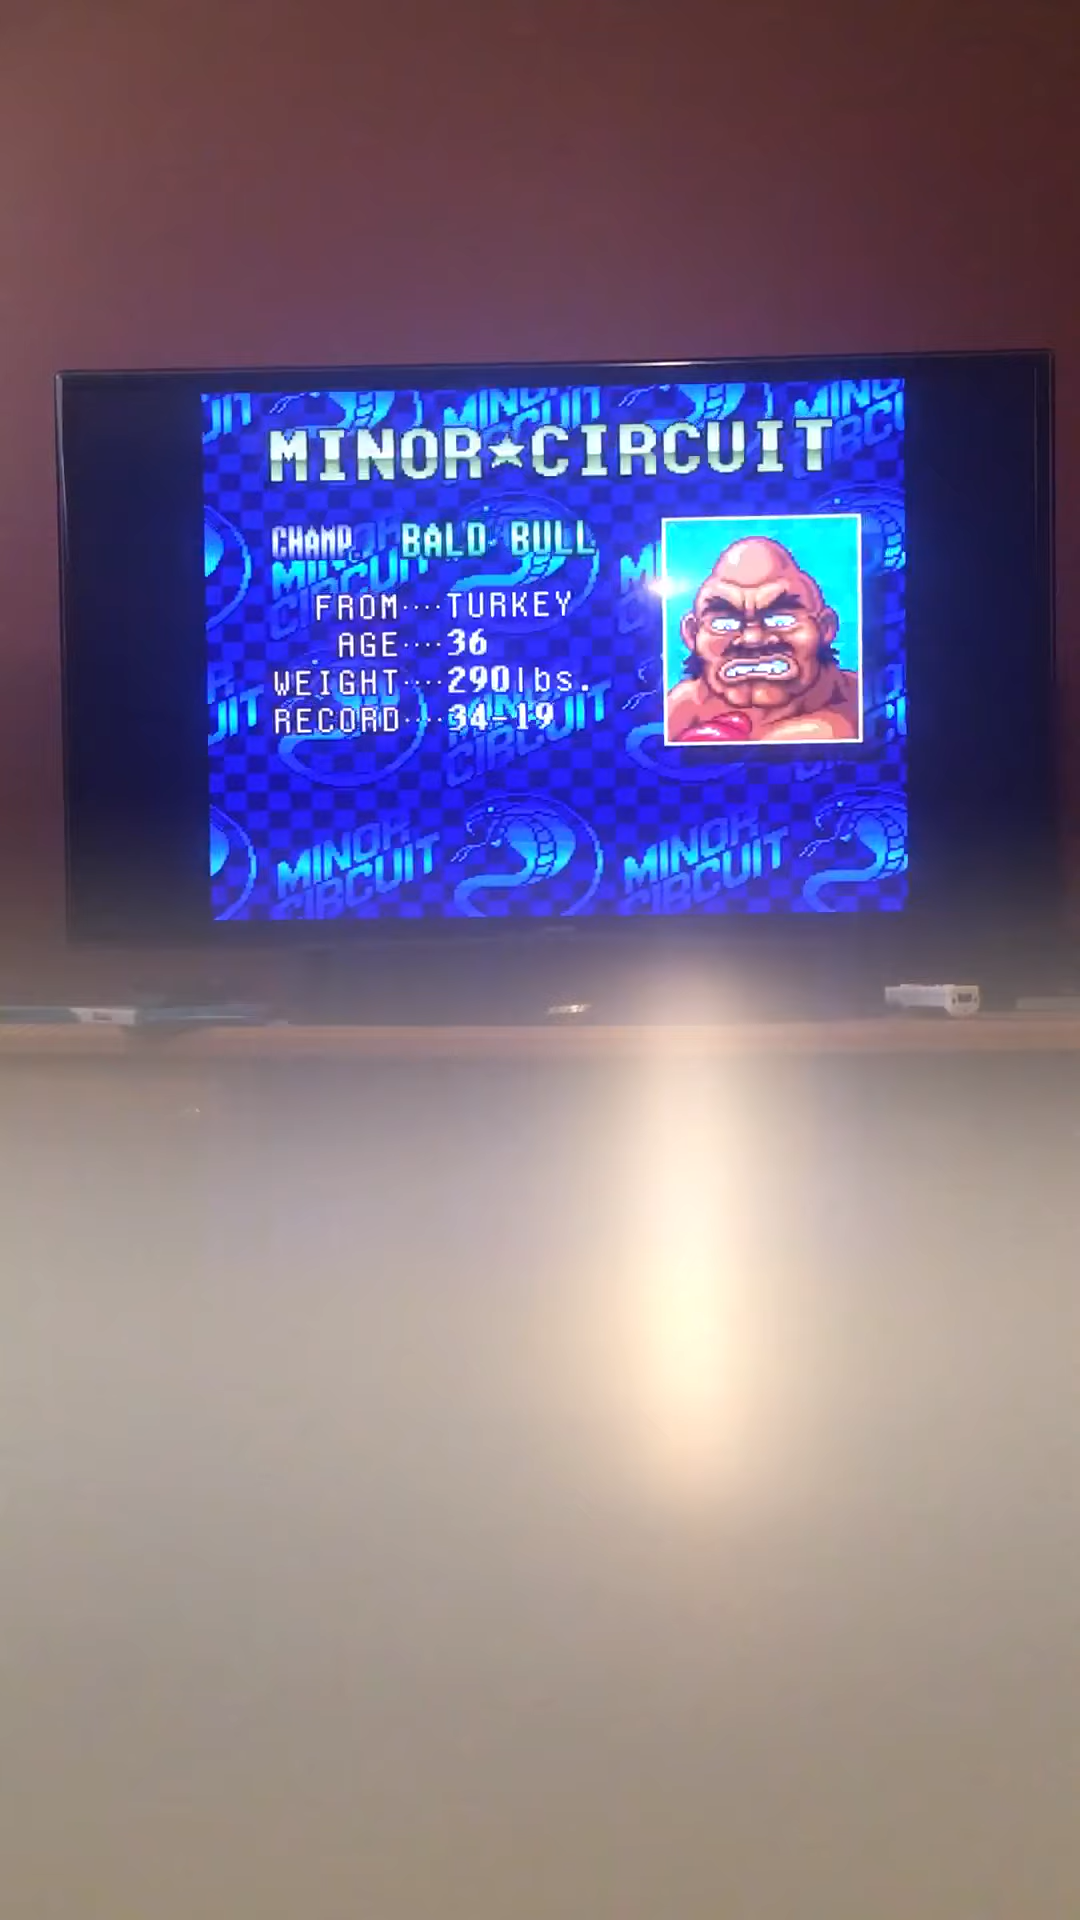 MINOR★CIRCUIT
CHAMP. BALD BULL
FROM····TURKEY
AGE····36
WEIGHT····290lbs.
RECORD····34-19
MINOR
CIRCUIT
MINOR
CIRCUIT